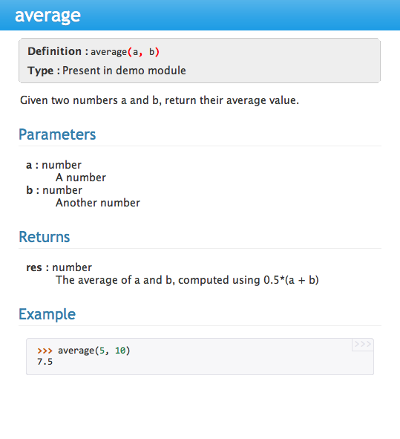 average
Definition : average(a, b)
Type : Present in demo module
Given two numbers a and b, return their average value.
Parameters
a : number
A number
b : number
Another number
Returns
res : number
The average of a and b, computed using 0.5*(a + b)
Example
>>>
>>> average(5, 10)
7.5